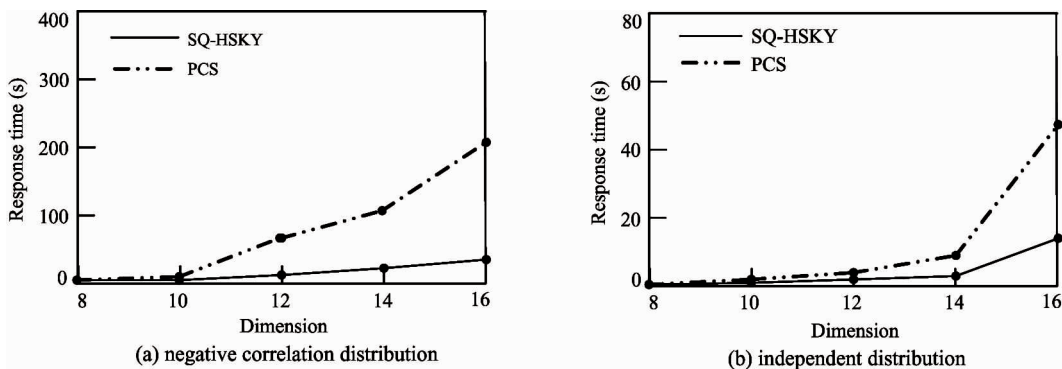 400
300
200
100
0
Response time (s)
SQ-HSKY
PCS
8 10 12 14 16
Dimension
(a) negative correlation distribution
80
60
40
20
0
Response time (s)
SQ-HSKY
PCS
8 10 12 14 16
Dimension
(b) independent distribution